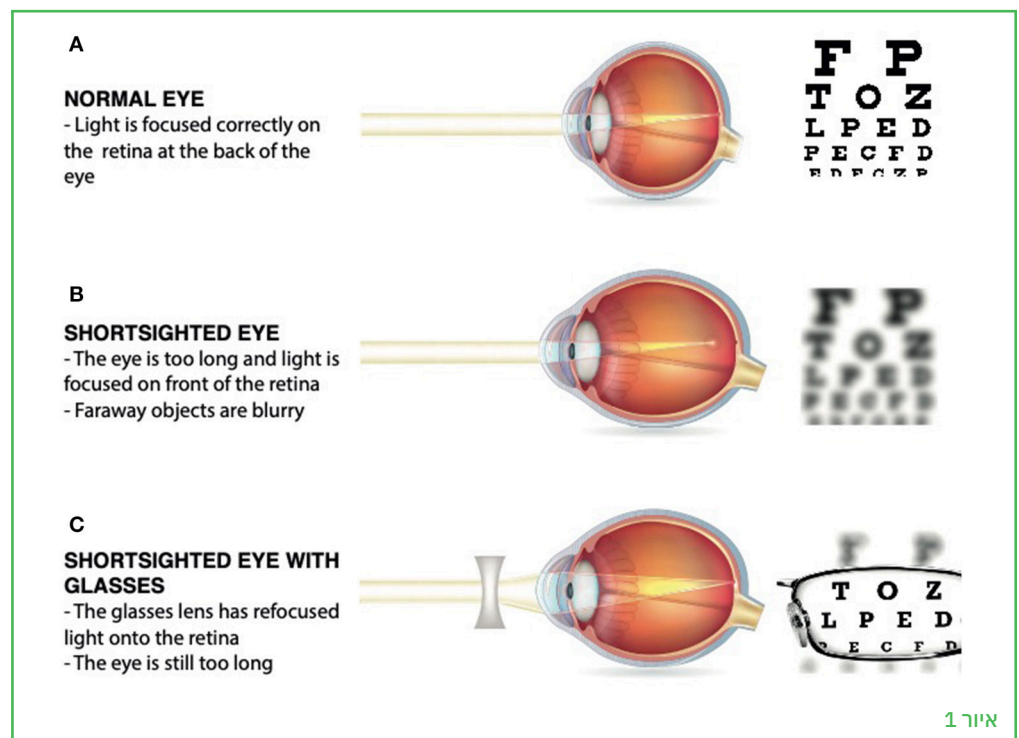 A
NORMAL EYE
- Light is focused correctly on
the retina at the back of the
eye
F P
T O Z
L P E D
P E C F D
E D F C Z P
B
SHORTSIGHTED EYE
- The eye is too long and light is
focused on front of the retina
- Faraway objects are blurry
F P
T O Z
L P E D
P E C F D
C
SHORTSIGHTED EYE WITH
GLASSES
- The glasses lens has refocused
light onto the retina
- The eye is still too long
F P
T O Z
L P E D
P E C F D
איור 1